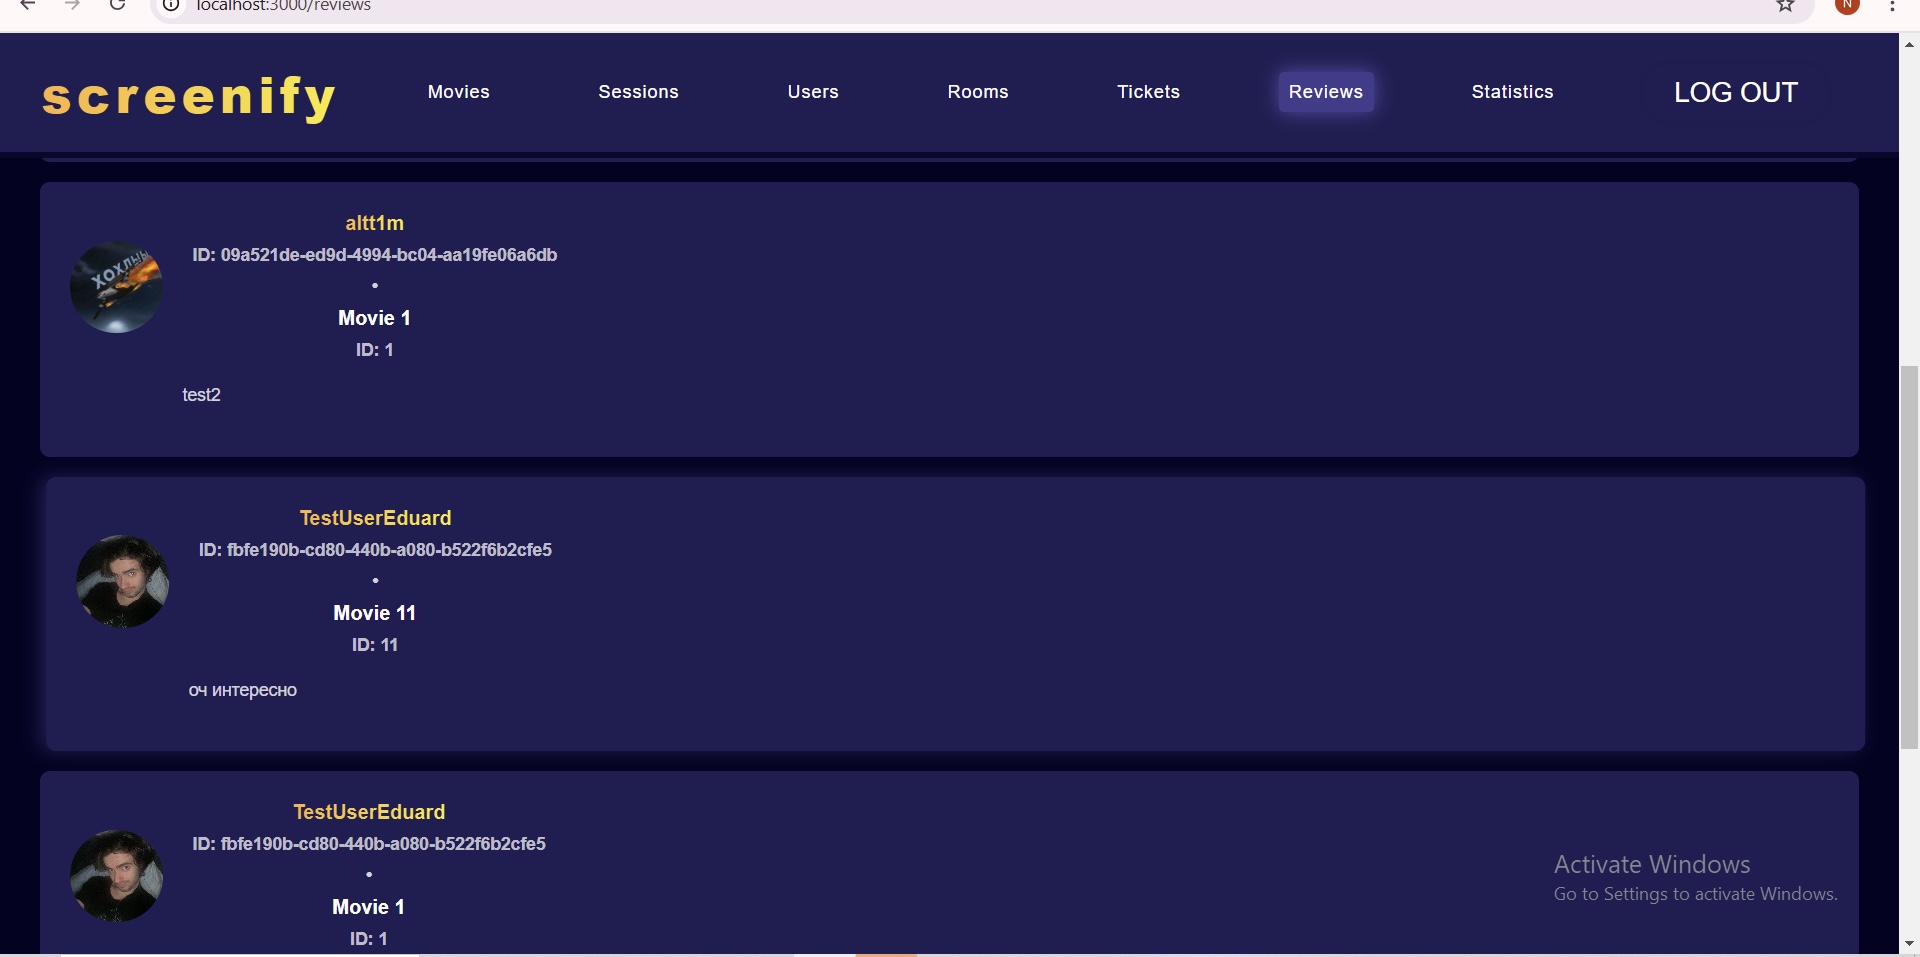 localhost:3000/reviews
N
screenify Movies Sessions Users Rooms Tickets Reviews Statistics LOG OUT
altt1m
ID: 09a521de-ed9d-4994-bc04-aa19fe06a6db
•
Movie 1
ID: 1
test2
ХОХЛЫЫ
TestUserEduard
ID: fbfe190b-cd80-440b-a080-b522f6b2cfe5
•
Movie 11
ID: 11
оч интересно
TestUserEduard
ID: fbfe190b-cd80-440b-a080-b522f6b2cfe5
•
Movie 1
ID: 1
Activate Windows
Go to Settings to activate Windows.